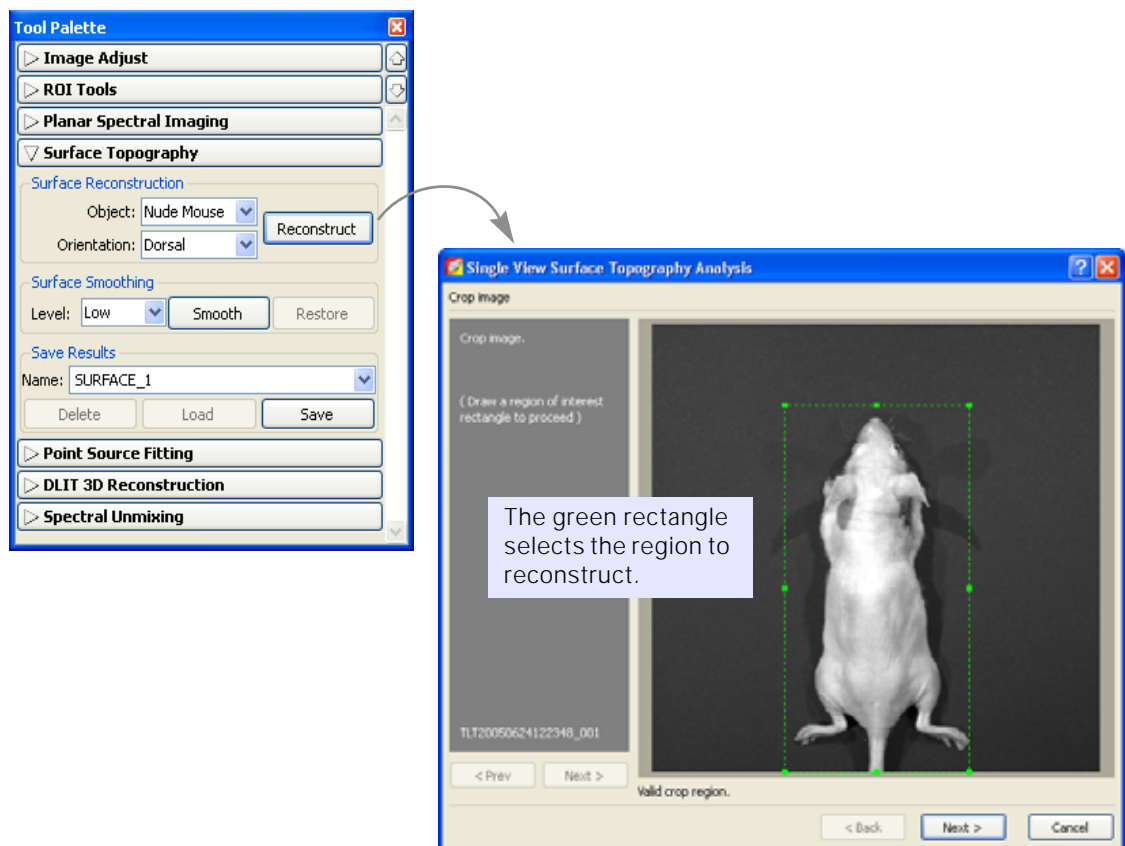 Tool Palette
Image Adjust
ROI Tools
Planar Spectral Imaging
Surface Topography
Surface Reconstruction
Object: Nude Mouse
Reconstruct
Orientation: Dorsal
Surface Smoothing
Level: Low Smooth Restore
Save Results
Name: SURFACE_1
Delete Load Save
Point Source Fitting
DLIT 3D Reconstruction
Spectral Unmixing
Single View Surface Topography Analysis
Crop image
Crop image.
( Draw a region of interest
rectangle to proceed )
The green rectangle
selects the region to
reconstruct.
TLT20050624122348_001
< Prev Next >
Valid crop region.
< Back Next > Cancel